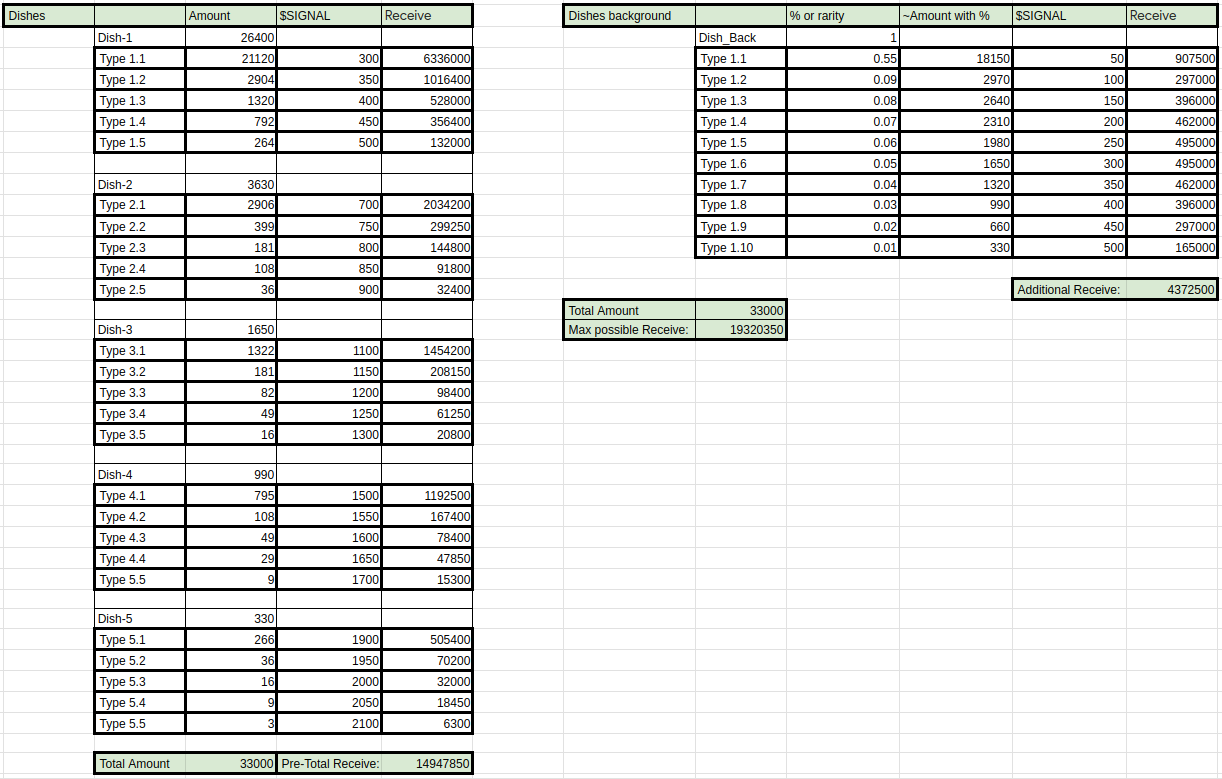 Dishes Amount $SIGNAL Receive
Dish-1 26400
Type 1.1 21120 300 6336000
Type 1.2 2904 350 1016400
Type 1.3 1320 400 528000
Type 1.4 792 450 356400
Type 1.5 264 500 132000
Dish-2 3630
Type 2.1 2906 700 2034200
Type 2.2 399 750 299250
Type 2.3 181 800 144800
Type 2.4 108 850 91800
Type 2.5 36 900 32400
Dish-3 1650
Type 3.1 1322 1100 1454200
Type 3.2 181 1150 208150
Type 3.3 82 1200 98400
Type 3.4 49 1250 61250
Type 3.5 16 1300 20800
Dish-4 990
Type 4.1 795 1500 1192500
Type 4.2 108 1550 167400
Type 4.3 49 1600 78400
Type 4.4 29 1650 47850
Type 5.5 9 1700 15300
Dish-5 330
Type 5.1 266 1900 505400
Type 5.2 36 1950 70200
Type 5.3 16 2000 32000
Type 5.4 9 2050 18450
Type 5.5 3 2100 6300
Total Amount 33000 Pre-Total Receive: 14947850
Dishes background % or rarity ~Amount with % $SIGNAL Receive
Dish_Back 1
Type 1.1 0.55 18150 50 907500
Type 1.2 0.09 2970 100 297000
Type 1.3 0.08 2640 150 396000
Type 1.4 0.07 2310 200 462000
Type 1.5 0.06 1980 250 495000
Type 1.6 0.05 1650 300 495000
Type 1.7 0.04 1320 350 462000
Type 1.8 0.03 990 400 396000
Type 1.9 0.02 660 450 297000
Type 1.10 0.01 330 500 165000
Additional Receive: 4372500
Total Amount 33000
Max possible Receive: 19320350